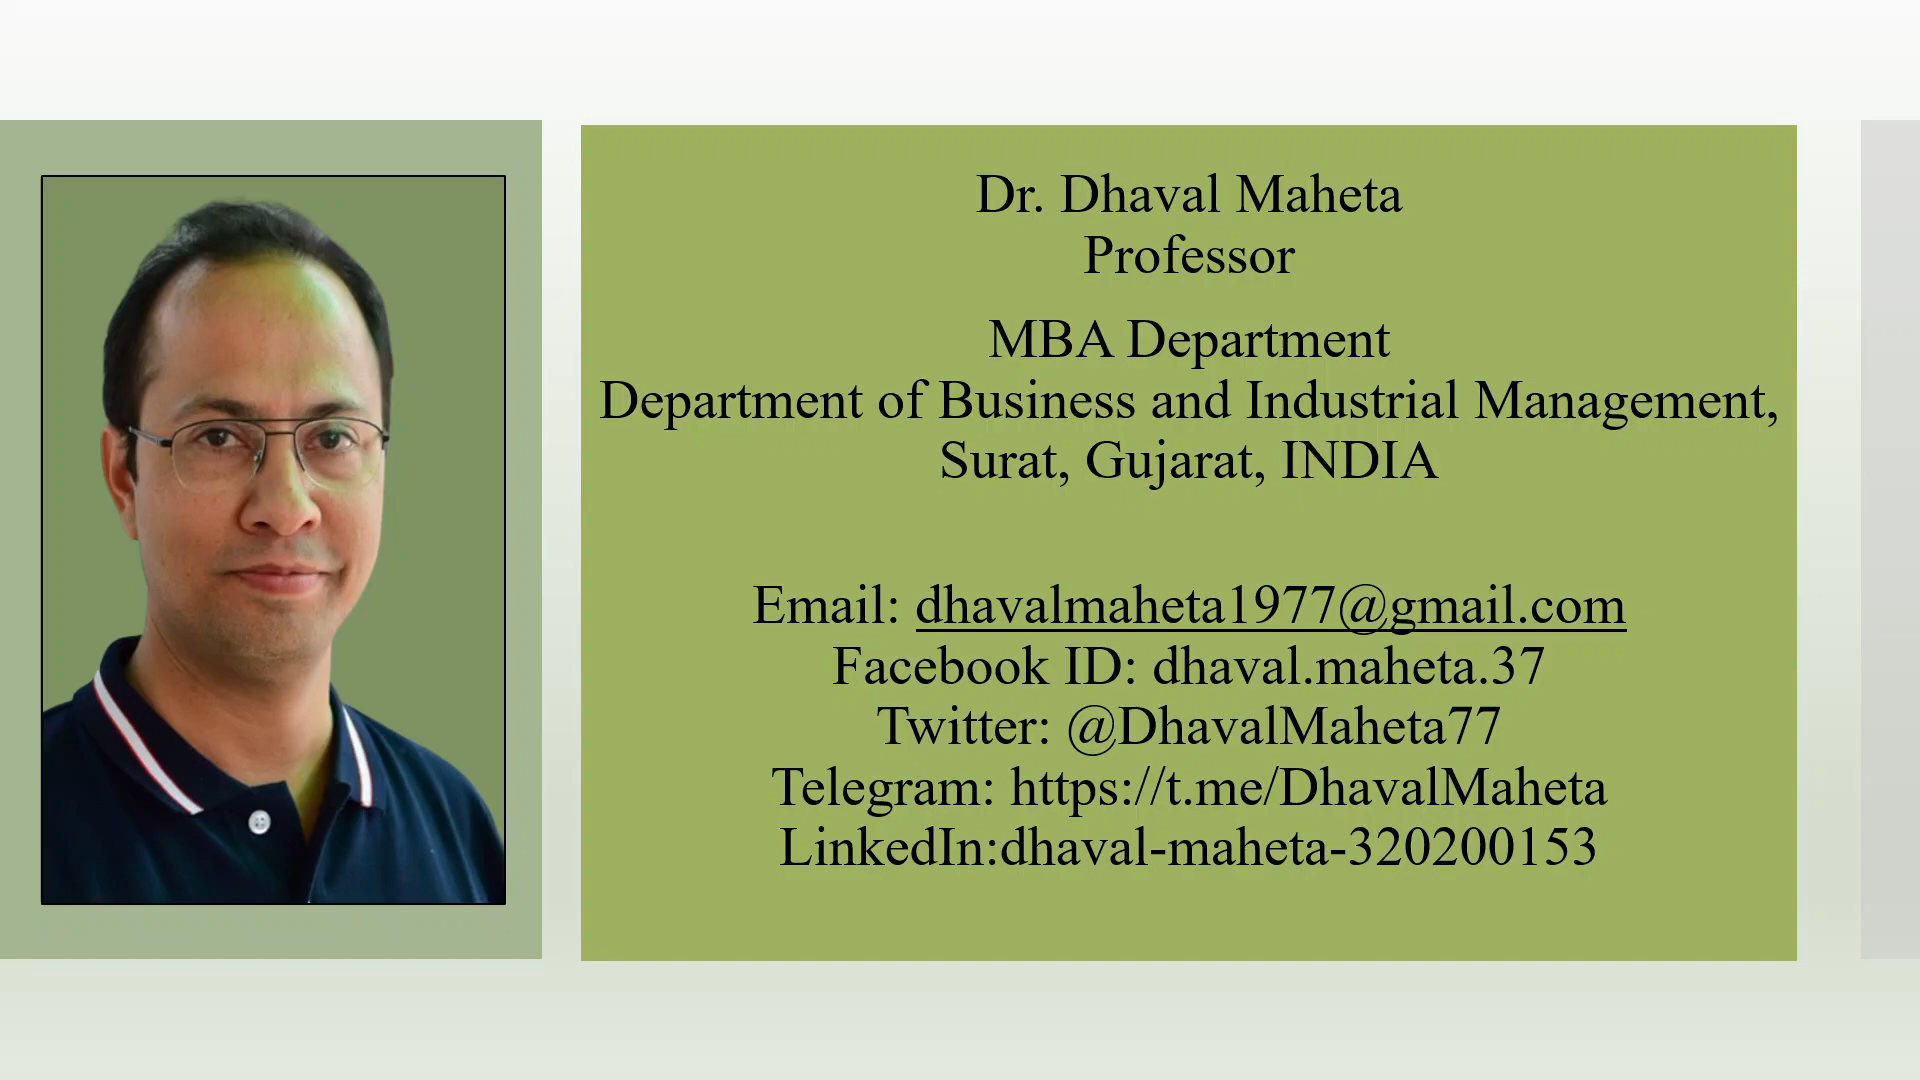 Dr. Dhaval Maheta
Professor
MBA Department
Department of Business and Industrial Management,
Surat, Gujarat, INDIA
Email: dhavalmaheta1977@gmail.com
Facebook ID: dhaval.maheta.37
Twitter: @DhavalMaheta77
Telegram: https://t.me/DhavalMaheta
LinkedIn:dhaval-maheta-320200153